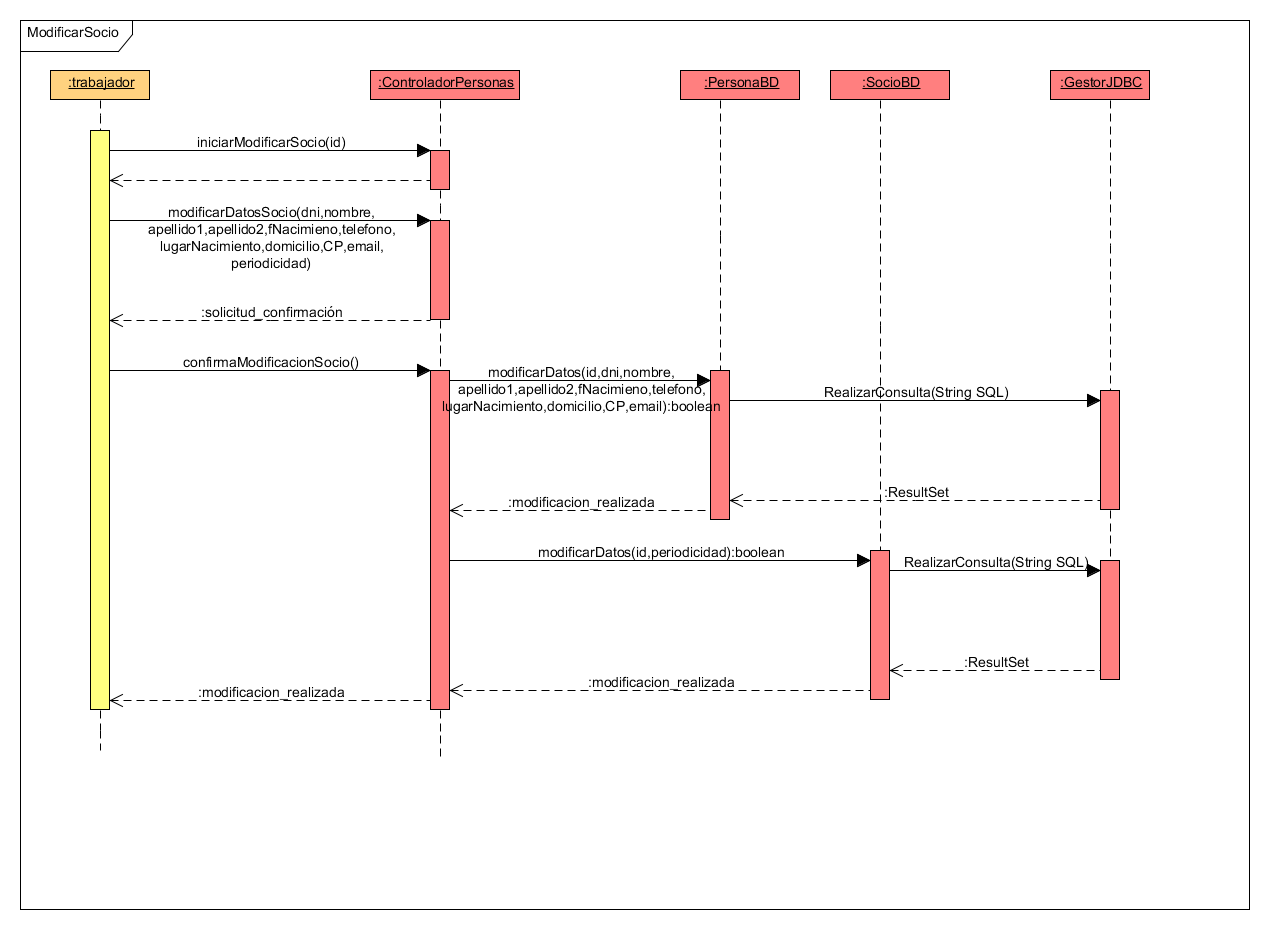 ModificarSocio
:trabajador
:ControladorPersonas
:PersonaBD
:SocioBD
:GestorJDBC
iniciarModificarSocio(id)
modificarDatosSocio(dni,nombre,
apellido1,apellido2,fNacimieno,telefono,
lugarNacimiento,domicilio,CP,email,
periodicidad)
:solicitud_confirmación
confirmaModificacionSocio()
modificarDatos(id,dni,nombre,
apellido1,apellido2,fNacimieno,telefono,
lugarNacimiento,domicilio,CP,email):boolean
RealizarConsulta(String SQL)
:ResultSet
:modificacion_realizada
modificarDatos(id,periodicidad):boolean
RealizarConsulta(String SQL)
:ResultSet
:modificacion_realizada
:modificacion_realizada